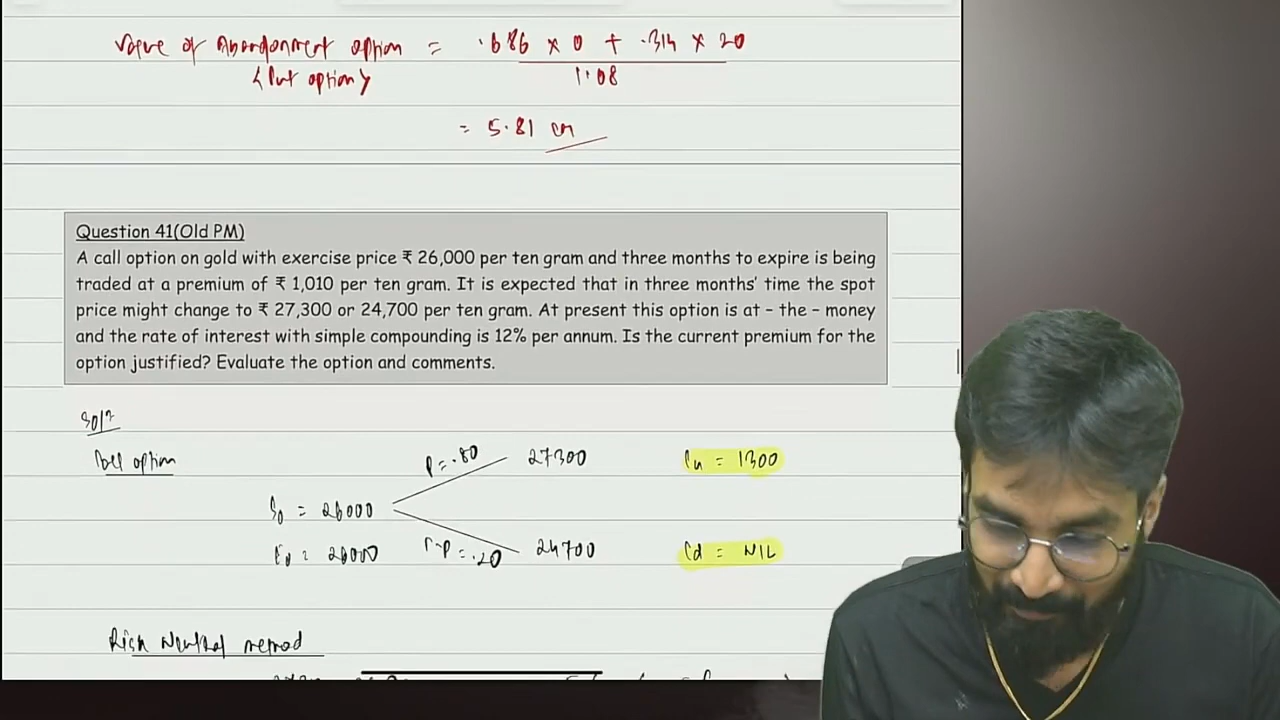 Value of Abandonment option = .686 × 0 + .314 × 20
<Put option> 1.08
= 5.81 cr
Question 41(Old PM)
A call option on gold with exercise price ₹ 26,000 per ten gram and three months to expire is being
traded at a premium of ₹ 1,010 per ten gram. It is expected that in three months' time the spot
price might change to ₹ 27,300 or 24,700 per ten gram. At present this option is at – the – money
and the rate of interest with simple compounding is 12% per annum. Is the current premium for the
option justified? Evaluate the option and comments.
Soln
Call option P = .80 27300 Cu = 1300
S0 = 26000
EP = 26000 1-P = .20 24700 Cd = NIL
Risk Neutral method